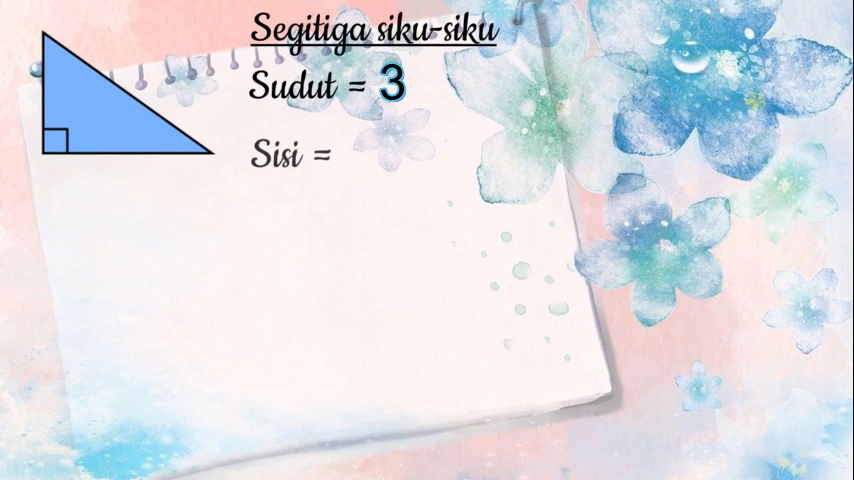 Segitiga siku-siku
Sudut = 3
Sisi =